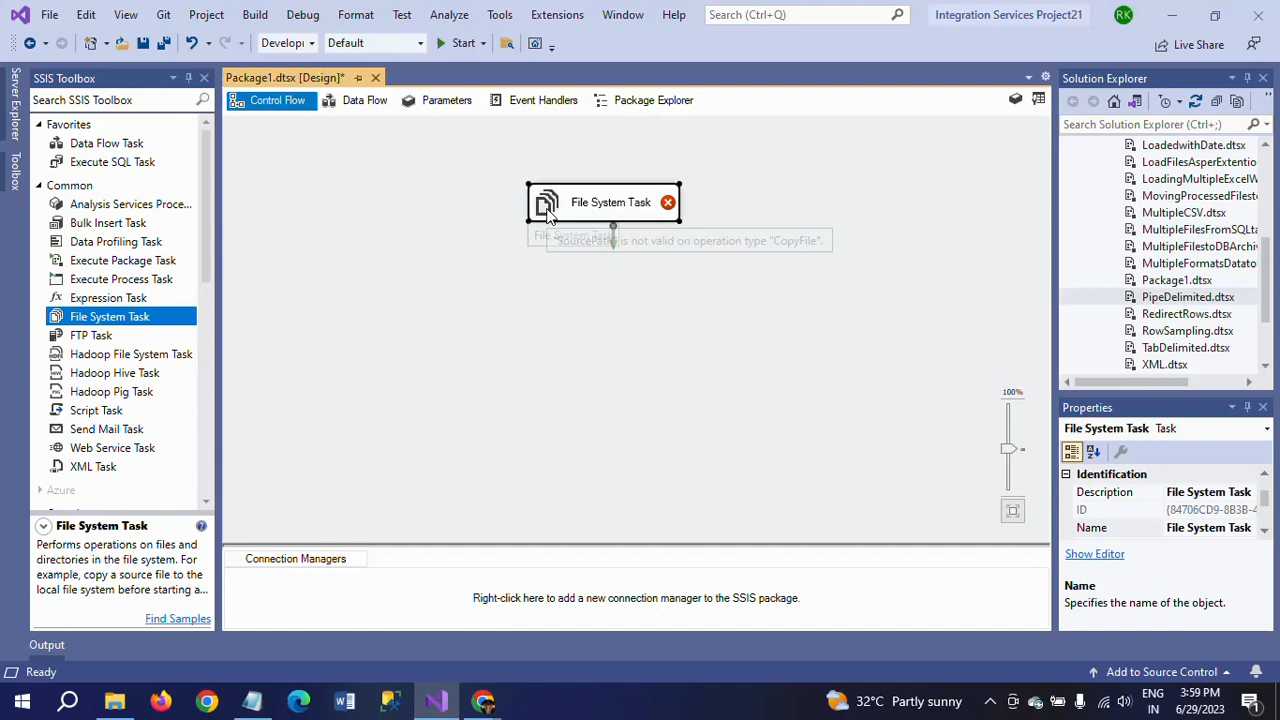 File Edit View Git Project Build Debug Format Test Analyze Tools Extensions Window Help Search (Ctrl+Q) Integration Services Project21 RK
Developi Default Start Live Share
Server Explorer
Toolbox
SSIS Toolbox
Search SSIS Toolbox
Favorites
Data Flow Task
Execute SQL Task
Common
Analysis Services Proce...
Bulk Insert Task
Data Profiling Task
Execute Package Task
Execute Process Task
Expression Task
File System Task
FTP Task
Hadoop File System Task
Hadoop Hive Task
Hadoop Pig Task
Script Task
Send Mail Task
Web Service Task
XML Task
Azure
File System Task
Performs operations on files and
directories in the file system. For
example, copy a source file to the
local file system before starting a...
Find Samples
Package1.dtsx [Design]*
Control Flow Data Flow Parameters Event Handlers Package Explorer
File System Task
File System Task
"SourcePath" is not valid on operation type "CopyFile".
100%
Connection Managers
Right-click here to add a new connection manager to the SSIS package.
Solution Explorer
Search Solution Explorer (Ctrl+;)
LoadedwithDate.dtsx
LoadFilesAsperExtentio
LoadingMultipleExcelW
MovingProcessedFiles
MultipleCSV.dtsx
MultipleFilesFromSQLta
MultipleFilestoDBArchiv
MultipleFormatsDatato
Package1.dtsx
PipeDelimited.dtsx
RedirectRows.dtsx
RowSampling.dtsx
TabDelimited.dtsx
XML.dtsx
Properties
File System Task Task
Identification
Description File System Task
ID {84706CD9-8B3B-4
Name File System Task
Show Editor
Name
Specifies the name of the object.
Output
Ready Add to Source Control
32°C Partly sunny ENG IN 3:59 PM 6/29/2023